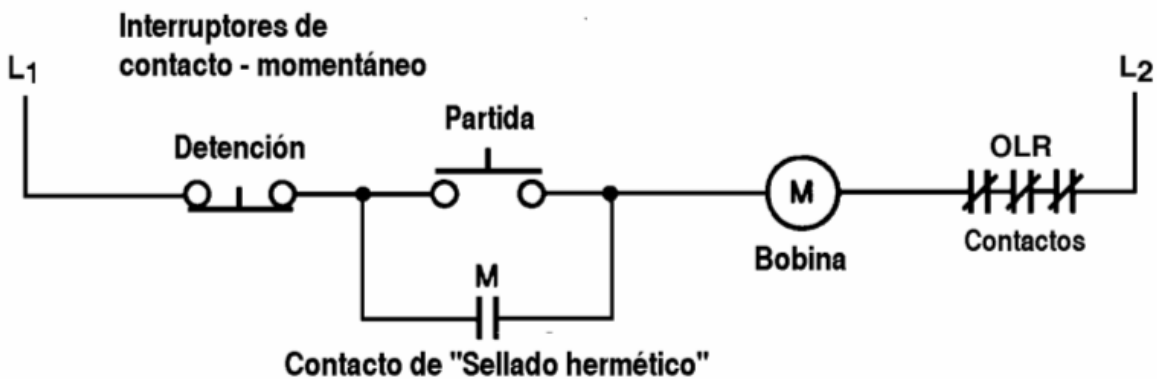 Interruptores de
contacto - momentáneo
L1
L2
Partida
Detención
OLR
M
Bobina
Contactos
M
Contacto de "Sellado hermético"